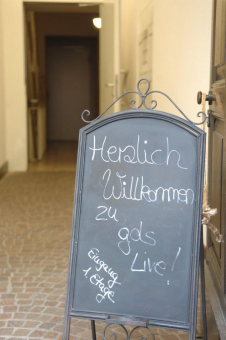 Herzlich
Willkommen
zu
gds
Live!
Eingang
1. Etage